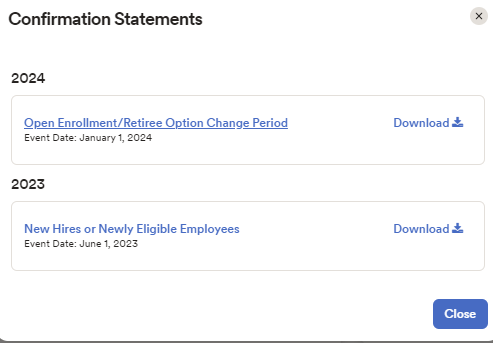 Confirmation Statements
2024
Open Enrollment/Retiree Option Change Period
Download
Event Date: January 1, 2024
2023
New Hires or Newly Eligible Employees
Download
Event Date: June 1, 2023
Close